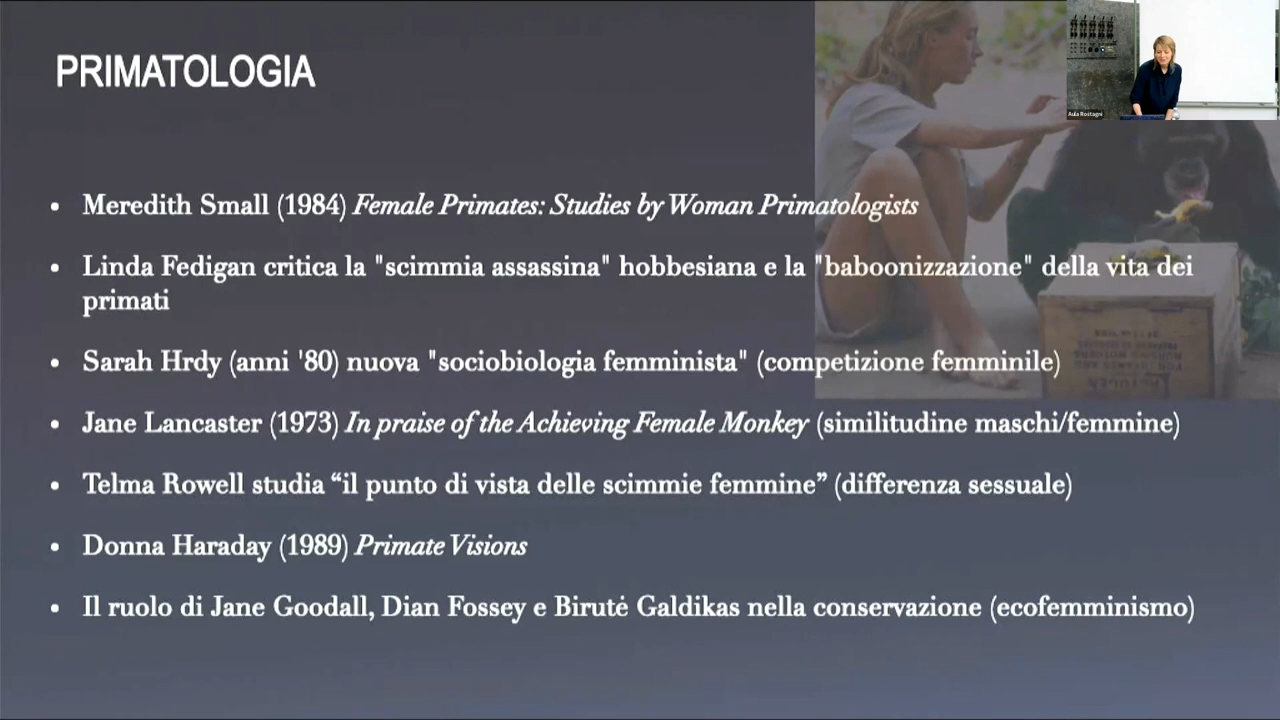 PRIMATOLOGIA
Aula Rostagni
• Meredith Small (1984) Female Primates: Studies by Woman Primatologists
• Linda Fedigan critica la "scimmia assassina" hobbesiana e la "baboonizzazione" della vita dei
primati
• Sarah Hrdy (anni '80) nuova "sociobiologia femminista" (competizione femminile)
• Jane Lancaster (1973) In praise of the Achieving Female Monkey (similitudine maschi/femmine)
• Telma Rowell studia “il punto di vista delle scimmie femmine” (differenza sessuale)
• Donna Haraday (1989) Primate Visions
• Il ruolo di Jane Goodall, Dian Fossey e Birutė Galdikas nella conservazione (ecofemminismo)